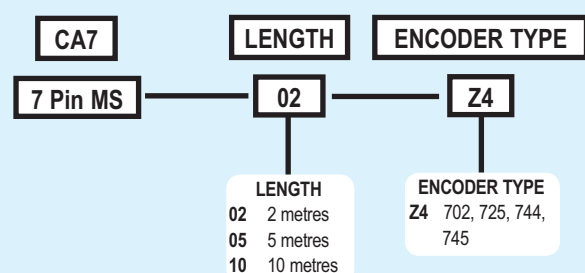 CA7 LENGTH ENCODER TYPE
7 Pin MS 02 Z4
LENGTH
02 2 metres
05 5 metres
10 10 metres
ENCODER TYPE
Z4 702, 725, 744,
745